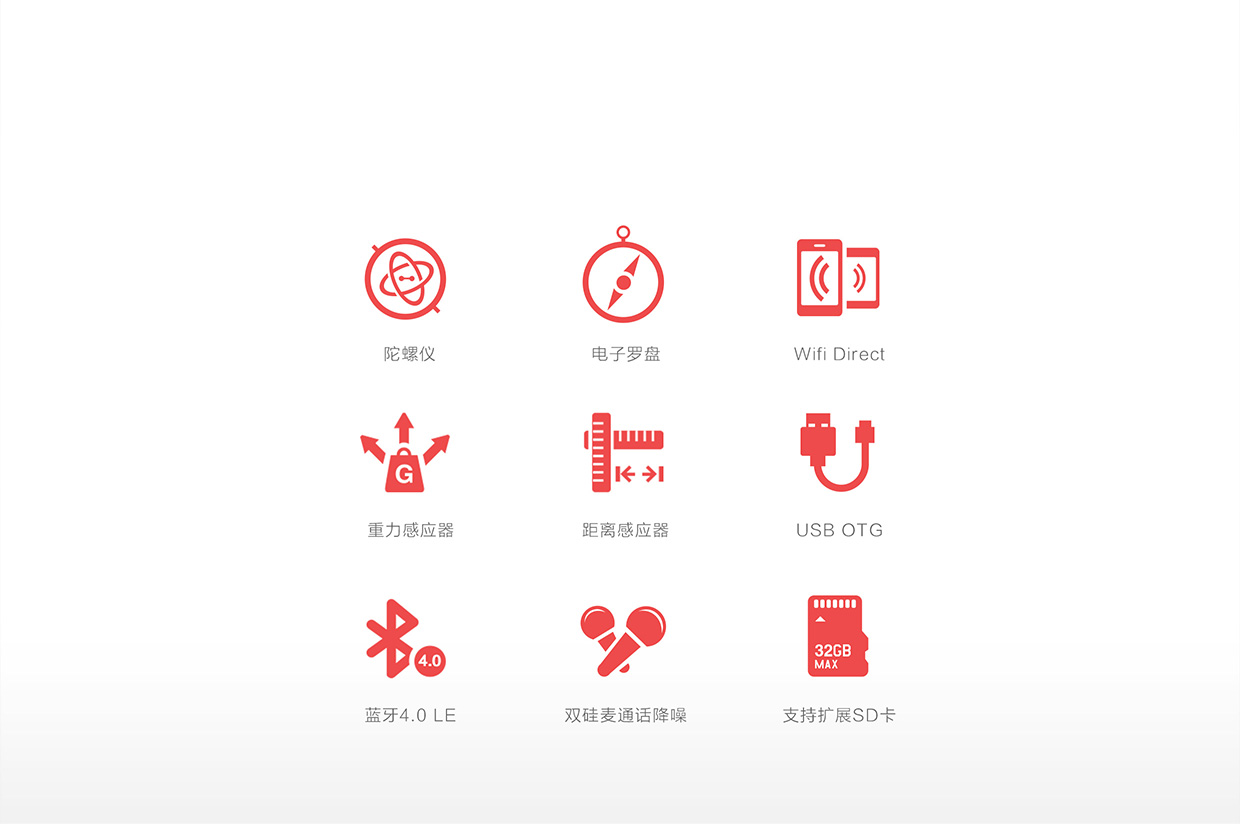 陀螺仪
电子罗盘
Wifi Direct
G
重力感应器
距离感应器
USB OTG
4.0
32GB
MAX
蓝牙4.0 LE
双硅麦通话降噪
支持扩展SD卡